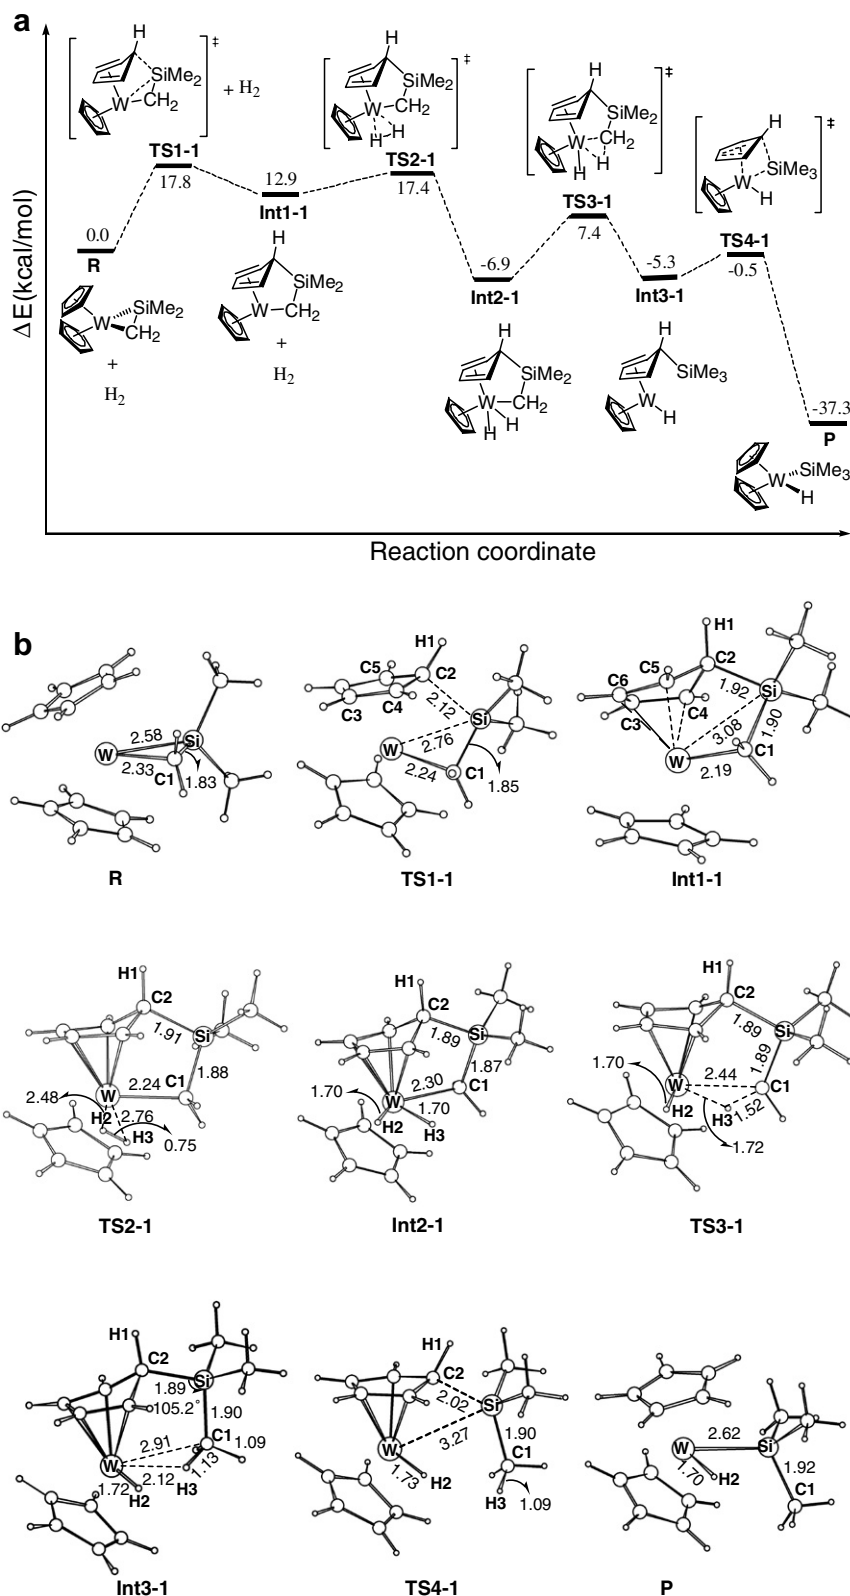 a
ΔE(kcal/mol)
H
SiMe2
W
CH2
‡
+ H2
TS1-1
17.8
12.9
Int1-1
H
SiMe2
W
CH2
H
H
‡
TS2-1
17.4
H
SiMe2
W
CH2
H
H
‡
TS3-1
7.4
H
SiMe3
W
H
‡
TS4-1
-0.5
0.0
R
SiMe2
W
CH2
+
H2
H
SiMe2
W
CH2
+
H2
-6.9
Int2-1
H
SiMe2
W
CH2
H
H
-5.3
Int3-1
H
SiMe3
W
H
-37.3
P
SiMe3
W
H
Reaction coordinate
b
W
2.58
Si
2.33
C1
1.83
R
H1
C5
C2
C3
C4
2.12
Si
W
2.76
2.24
C1
1.85
TS1-1
H1
C5
C2
C6
C3
C4
1.92
Si
3.08
1.90
W
C1
2.19
Int1-1
H1
C2
1.91
Si
1.88
2.24
C1
W
2.48
H2
2.76
H3
0.75
TS2-1
H1
C2
1.89
Si
1.87
2.30
C1
1.70
W
1.70
H2
H3
Int2-1
H1
C2
1.89
Si
1.89
1.70
2.44
W
C1
H2
H3
1.52
1.72
TS3-1
H1
C2
1.89
Si
105.2°
1.90
2.91
C1
1.09
W
1.13
2.12
1.72
H2
H3
Int3-1
H1
C2
2.02
Si
3.27
1.90
W
C1
1.73
H2
H3
1.09
TS4-1
W
2.62
Si
1.70
H2
1.92
C1
P